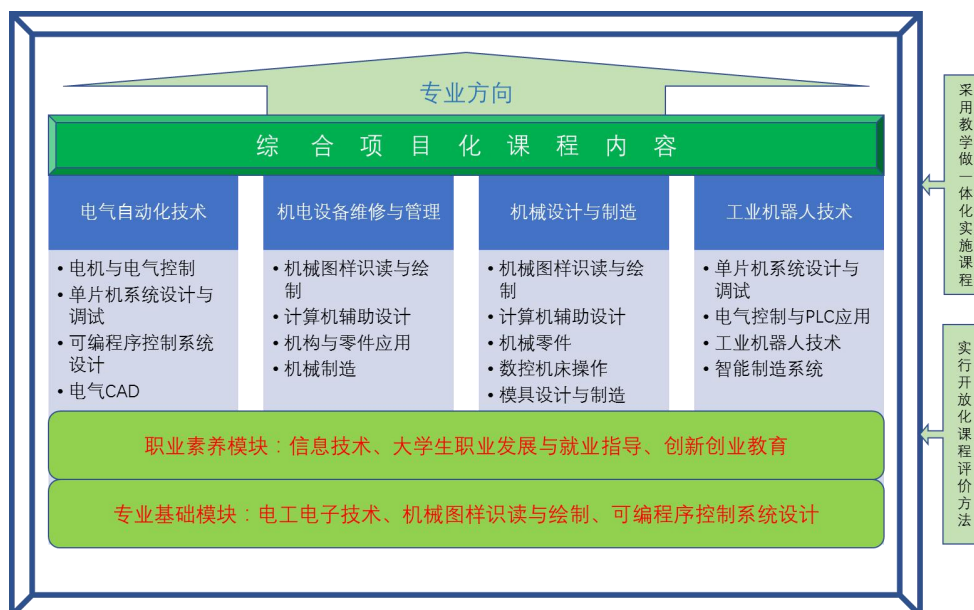 专业方向
综合项目化课程内容
电气自动化技术
• 电机与电气控制
• 单片机系统设计与
调试
• 可编程序控制系统
设计
• 电气CAD
机电设备维修与管理
• 机械图样识读与绘
制
• 计算机辅助设计
• 机构与零件应用
• 机械制造
机械设计与制造
• 机械图样识读与绘
制
• 计算机辅助设计
• 机械零件
• 数控机床操作
• 模具设计与制造
工业机器人技术
• 单片机系统设计与
调试
• 电气控制与PLC应用
• 工业机器人技术
• 智能制造系统
职业素养模块：信息技术、大学生职业发展与就业指导、创新创业教育
专业基础模块：电工电子技术、机械图样识读与绘制、可编程序控制系统设计
采用教学做一体化实施课程
实行开放化课程评价方法